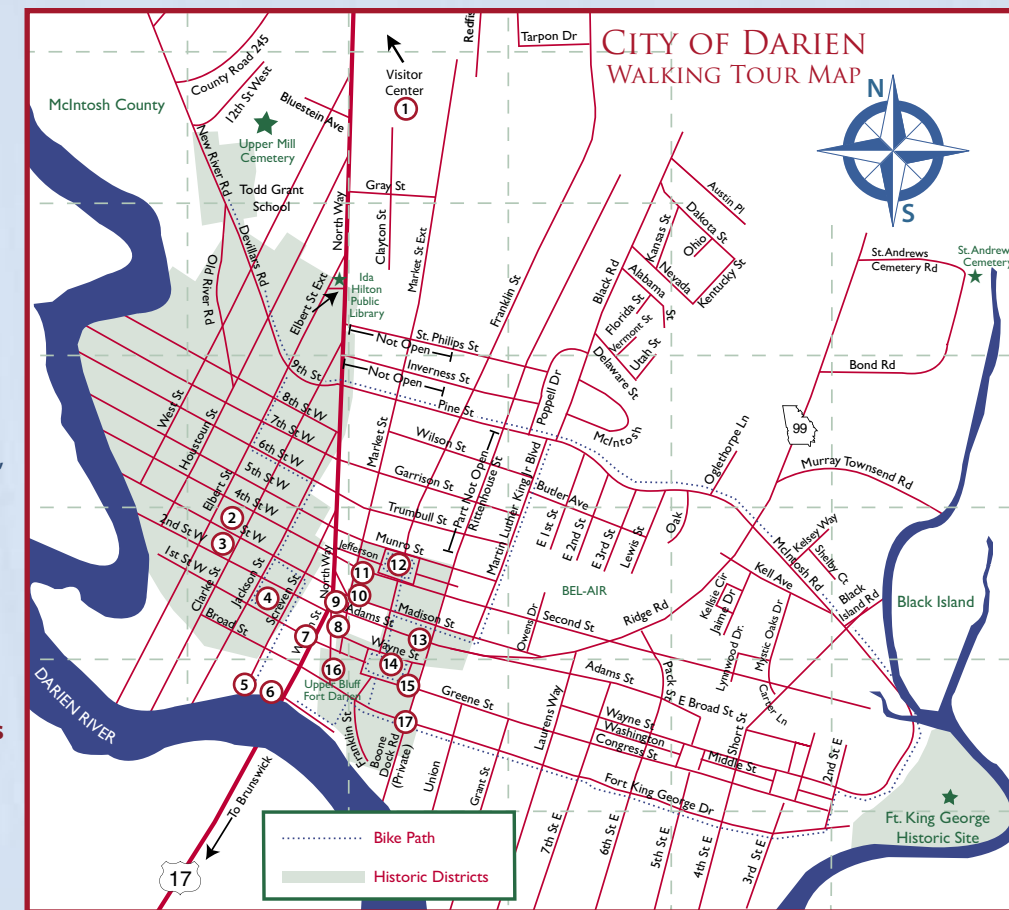 CITY OF DARIEN
WALKING TOUR MAP
N
S
Tarpon Dr
County Road 245
12th St West
Bluestein Ave
Visitor
Center
1
McIntosh County
Upper Mill
Cemetery
New River Rd
Todd Grant
School
Gray St
North Way
Clayton St
Market St Ext
Devillars Rd
Old River Rd
Elbert St Ext
Ida
Hilton
Public
Library
Franklin St
Black Rd
Austin Pl
Dakota St
Kansas St
Ohio
Nevada
Kentucky St
Alabama
St
Florida St
Vermont St
Utah St
Delaware St
St. Andrews
Cemetery Rd
Bond Rd
99
St. Philips St
Not Open
Inverness St
Not Open
Pine St
9th St
8th St W
7th St W
6th St W
5th St W
4th St W
St W
2nd St W
1st St W
West St
Houstoun St
Elbert St
Clarke St
Jackson St
Screven St
Broad St
Market St
Wilson St
Garrison St
Trumbull St
Munro St
Jefferson
Part Not Open
Rittenhouse St
Martin Luther King Jr Blvd
Poppell Dr
McIntosh
Butler Ave
E 1st St
E 2nd St
E 3rd St
Lewis St
Oak
Oglethorpe Ln
Murray Townsend Rd
Kelsey Way
Shelby Ct
McIntosh Rd
Black
Island Rd
Kell Ave
Kellsie Cir
Jaime Dr
Lynnwood Dr.
Mystic Oaks Dr
Carter Ln
Black Island
BEL-AIR
Ridge Rd
Second St
Owens Dr
North Way
Adams St
Madison St
Wayne St
2
3
4
5
6
7
8
9
10
11
12
13
14
15
16
17
Upper Bluff
Fort Darien
DARIEN RIVER
Franklin St
Boone
Dock Rd
(Private)
Union
Grant St
Greene St
Laurens Way
Adams St
Pack St
E Broad St
Wayne St
Washington
Congress St
Short St
Middle St
2nd St E
Fort King George Dr
7th St E
6th St E
5th St E
4th St E
3rd St E
Ft. King George
Historic Site
To Brunswick
17
Bike Path
Historic Districts